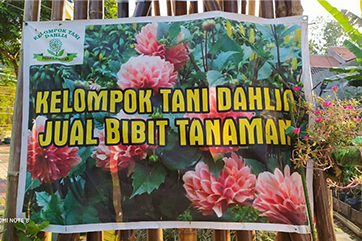 KELOMPOK TANI
DAHLIA
KELOMPOK TANI DAHLIA
JUAL BIBIT TANAMAN